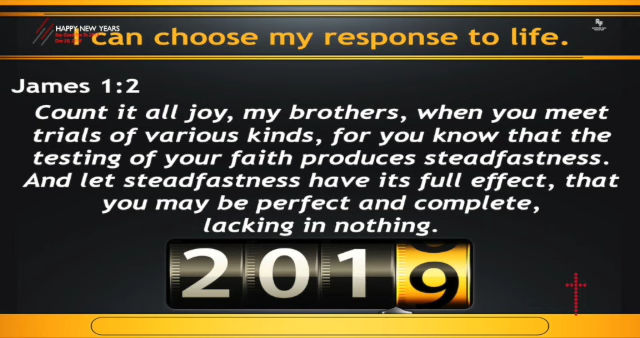 HAPPY NEW YEARS
I can choose my response to life.
James 1:2
Count it all joy, my brothers, when you meet
trials of various kinds, for you know that the
testing of your faith produces steadfastness.
And let steadfastness have its full effect, that
you may be perfect and complete,
lacking in nothing.
2019